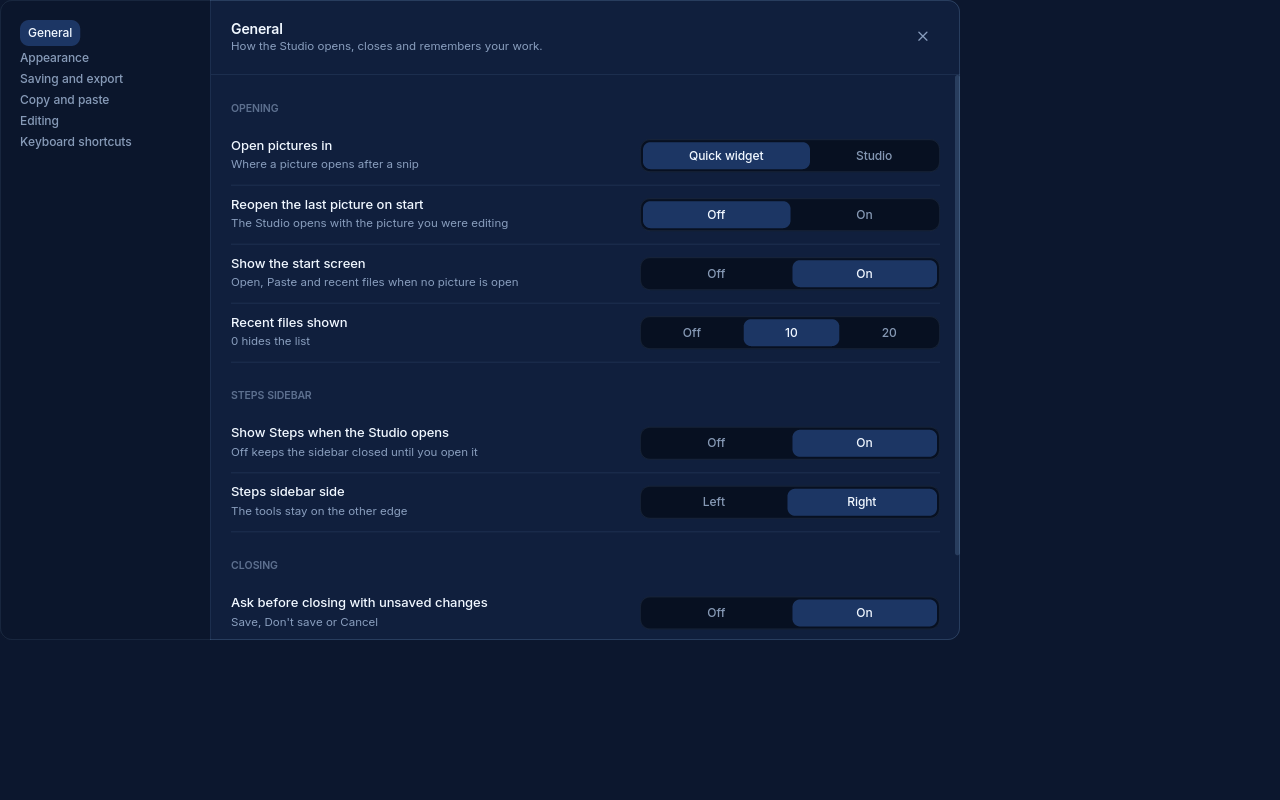 General
Appearance
Saving and export
Copy and paste
Editing
Keyboard shortcuts
General
How the Studio opens, closes and remembers your work.
OPENING
Open pictures in
Where a picture opens after a snip
Quick widget Studio
Reopen the last picture on start
The Studio opens with the picture you were editing
Off On
Show the start screen
Open, Paste and recent files when no picture is open
Off On
Recent files shown
0 hides the list
Off 10 20
STEPS SIDEBAR
Show Steps when the Studio opens
Off keeps the sidebar closed until you open it
Off On
Steps sidebar side
The tools stay on the other edge
Left Right
CLOSING
Ask before closing with unsaved changes
Save, Don't save or Cancel
Off On